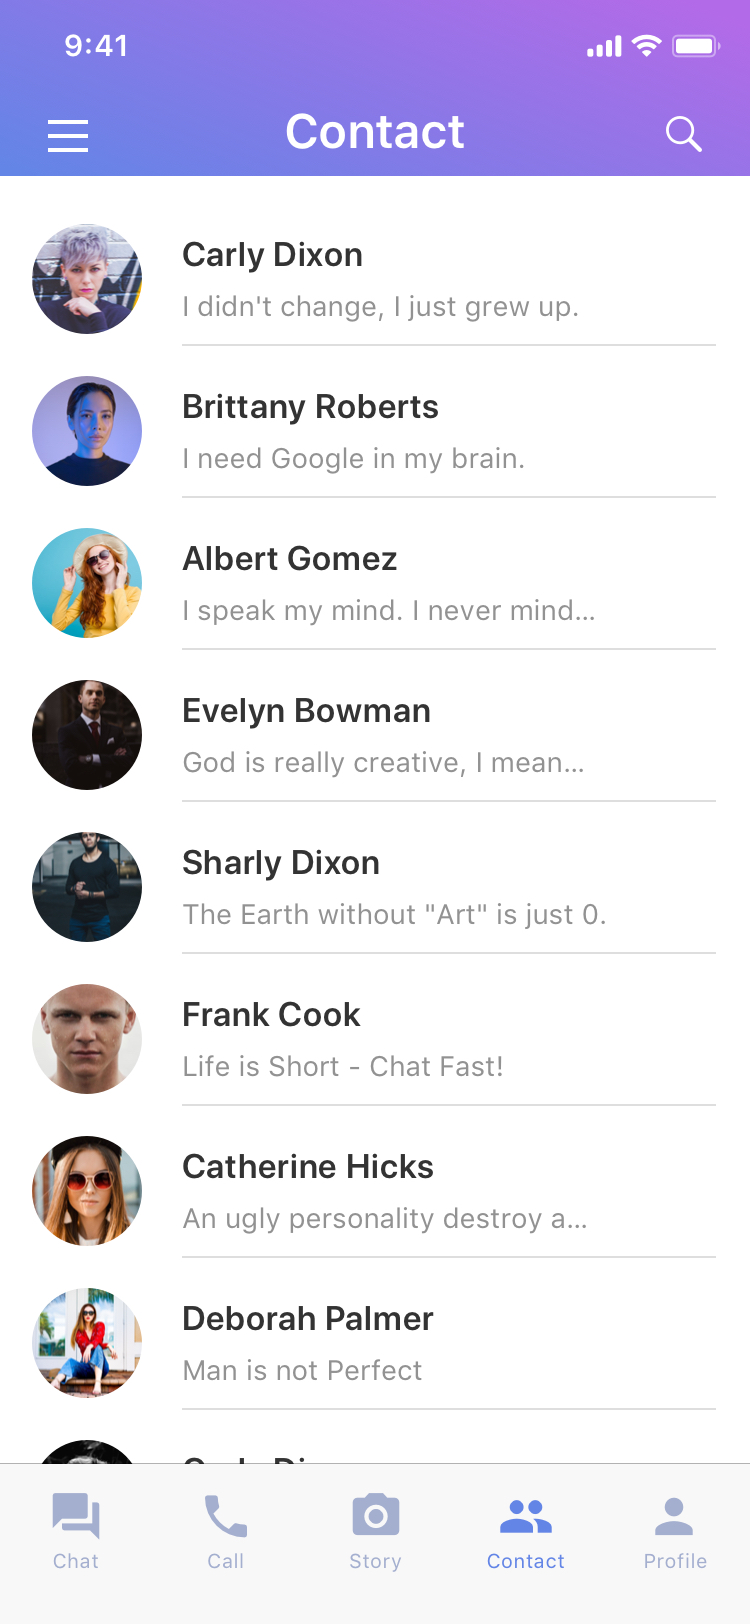 9:41
Contact
Carly Dixon
I didn't change, I just grew up.
Brittany Roberts
I need Google in my brain.
Albert Gomez
I speak my mind. I never mind...
Evelyn Bowman
God is really creative, I mean...
Sharly Dixon
The Earth without "Art" is just 0.
Frank Cook
Life is Short - Chat Fast!
Catherine Hicks
An ugly personality destroy a...
Deborah Palmer
Man is not Perfect
Chat Call Story Contact Profile